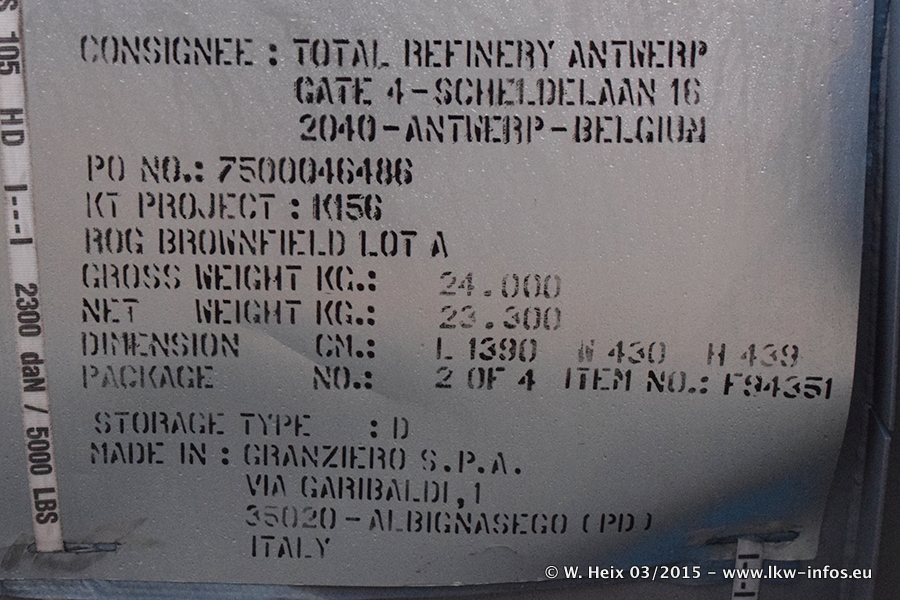 CONSIGNEE : TOTAL REFINERY ANTWERP
GATE 4-SCHELDELAAN 16
2040-ANTWERP-BELGIUM
PO NO.: 7500046486
KT PROJECT : K156
ROG BROWNFIELD LOT A
GROSS WEIGHT KG.: 24.000
NET WEIGHT KG.: 23.300
DIMENSION CM.: L 1390 W 430 H 439
PACKAGE NO.: 2 OF 4 ITEM NO.: F94351
STORAGE TYPE : D
MADE IN : GRANZIERO S.P.A.
VIA GARIBALDI,1
35020-ALBIGNASEGO (PD)
ITALY
S 105 HD I---I 2300 daN / 5000 LBS
I---I
© W. Heix 03/2015 - www.lkw-infos.eu